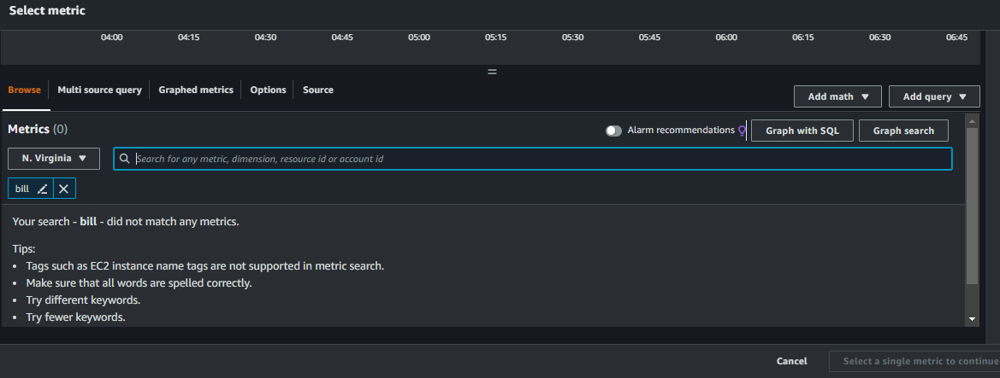 Select metric
04:00 04:15 04:30 04:45 05:00 05:15 05:30 05:45 06:00 06:15 06:30 06:45
Browse Multi source query Graphed metrics Options Source
Add math Add query
Metrics (0)
Alarm recommendations Graph with SQL Graph search
N. Virginia Search for any metric, dimension, resource id or account id
bill
Your search - bill - did not match any metrics.
Tips:
• Tags such as EC2 instance name tags are not supported in metric search.
• Make sure that all words are spelled correctly.
• Try different keywords.
• Try fewer keywords.
Cancel Select a single metric to continue